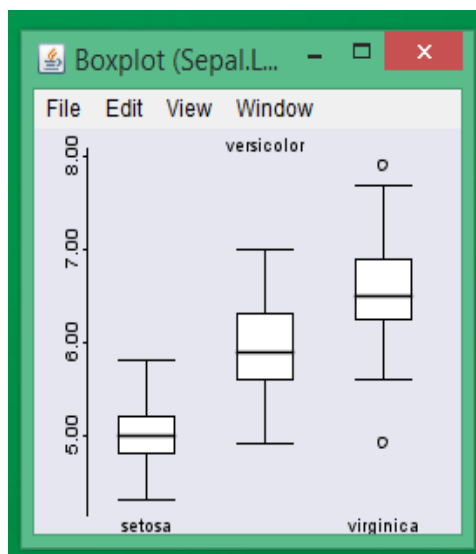 Boxplot (Sepal.L...
File Edit View Window
versicolor
8.00
7.00
6.00
5.00
setosa
virginica